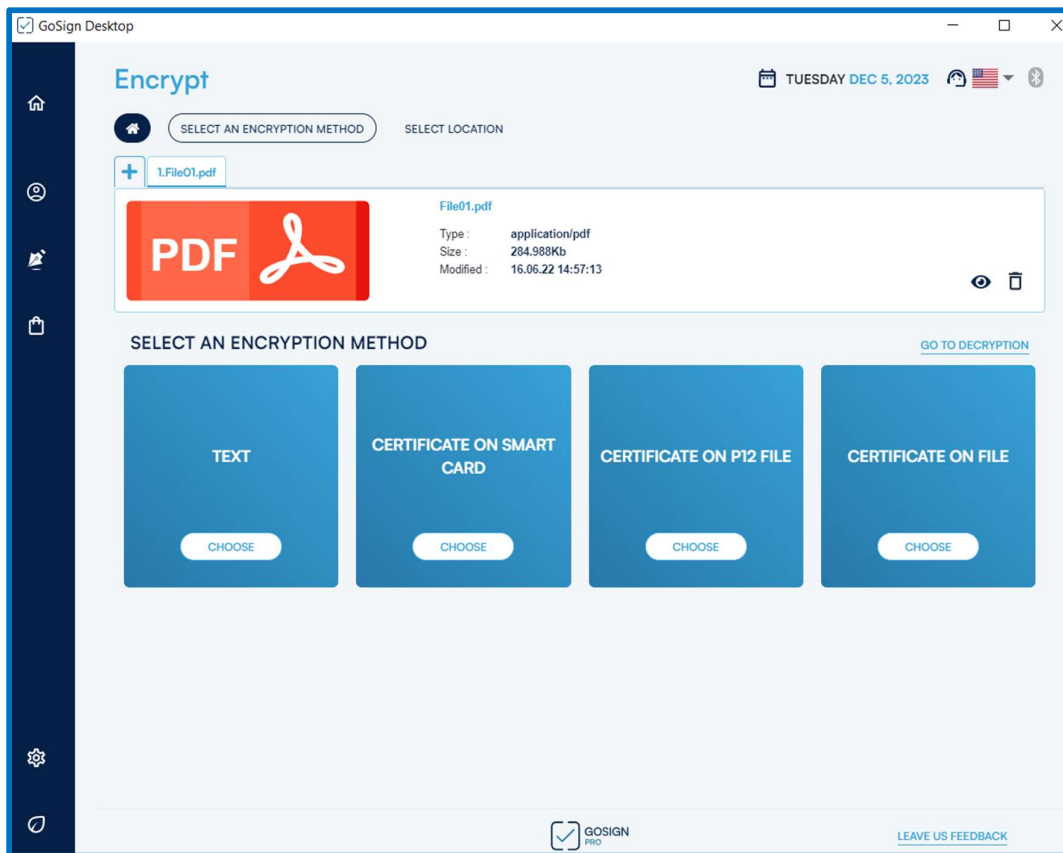 GoSign Desktop
Encrypt
TUESDAY DEC 5, 2023
SELECT AN ENCRYPTION METHOD
SELECT LOCATION
1.File01.pdf
PDF
File01.pdf
Type : application/pdf
Size : 284.988Kb
Modified : 16.06.22 14:57:13
SELECT AN ENCRYPTION METHOD
GO TO DECRYPTION
TEXT
CHOOSE
CERTIFICATE ON SMART
CARD
CHOOSE
CERTIFICATE ON P12 FILE
CHOOSE
CERTIFICATE ON FILE
CHOOSE
GOSIGN
PRO
LEAVE US FEEDBACK